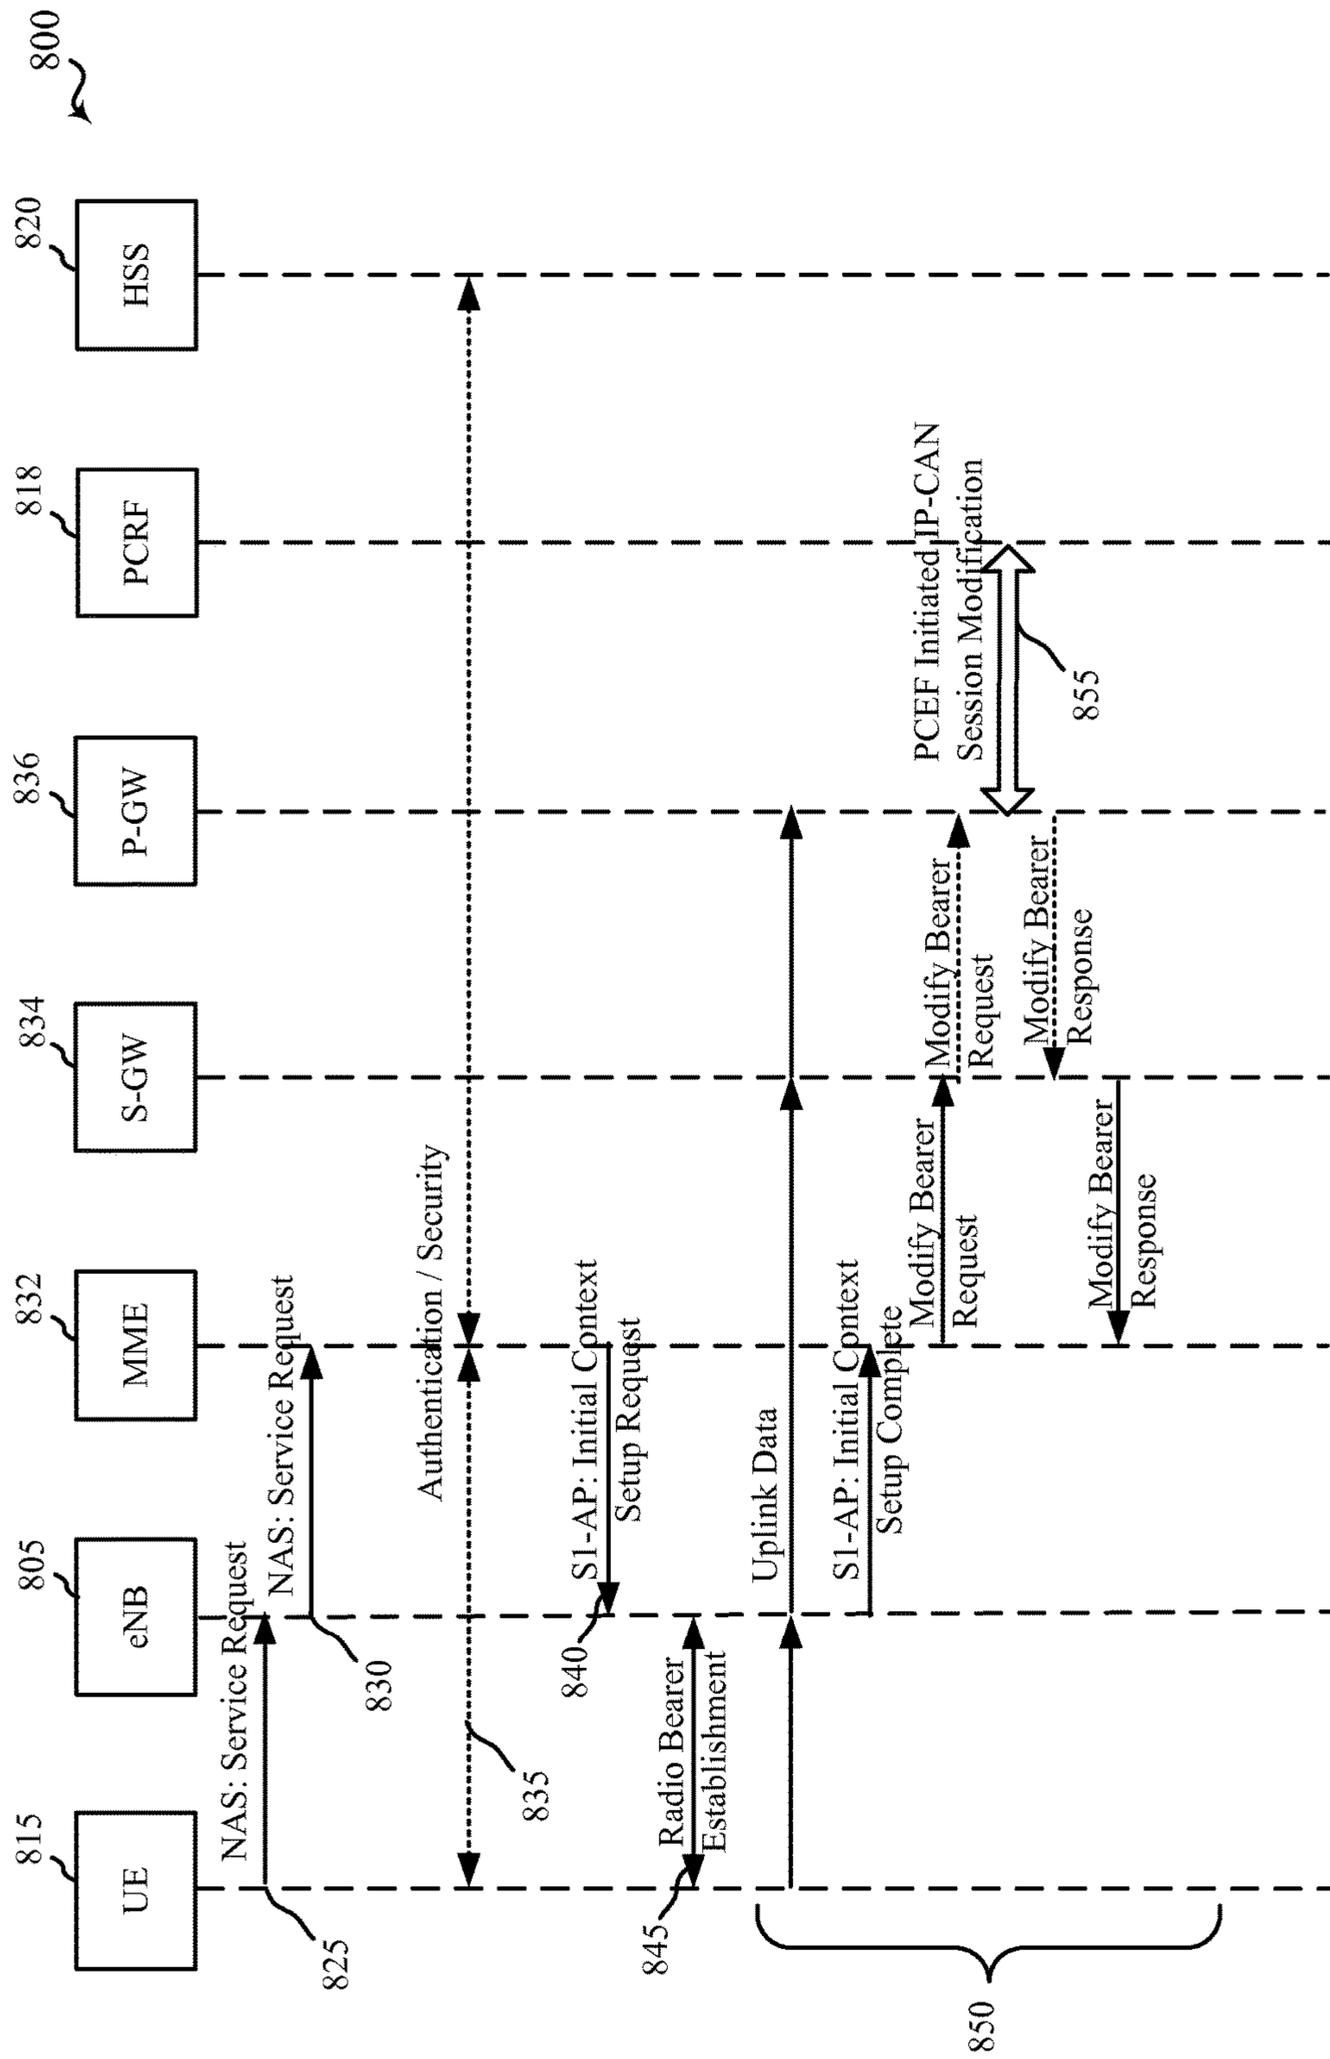 800
815
805
832
834
836
818
820
UE
eNB
MME
S-GW
P-GW
PCRF
HSS
NAS: Service Request
825
NAS: Service Request
830
Authentication / Security
835
S1-AP: Initial Context
Setup Request
840
Radio Bearer
Establishment
845
Uplink Data
S1-AP: Initial Context
Setup Complete
Modify Bearer
Request
Modify Bearer
Request
PCEF Initiated IP-CAN
Session Modification
855
Modify Bearer
Response
Modify Bearer
Response
850